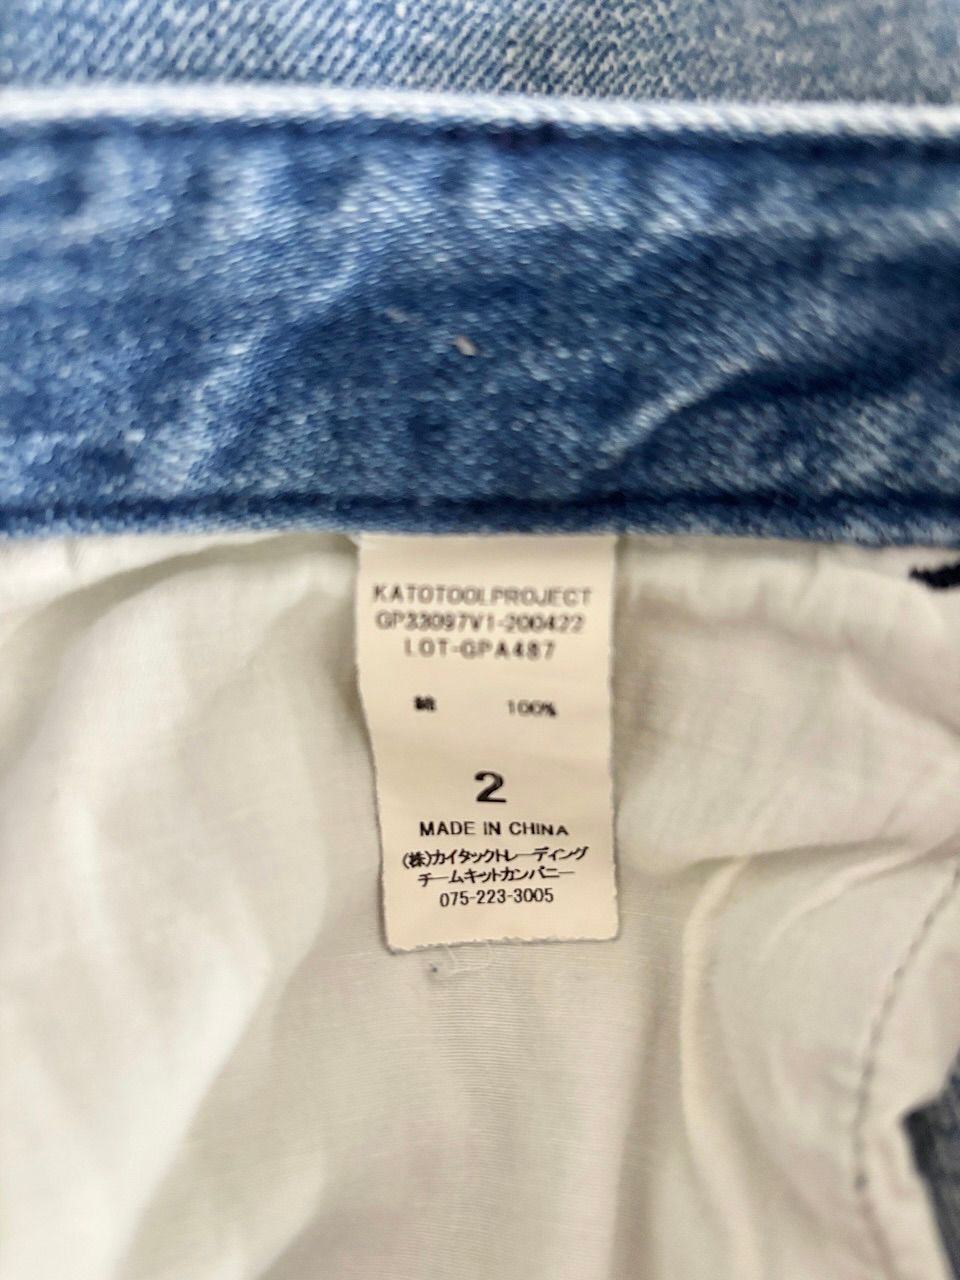 KATOTOOLPROJECT
GP33097V1-200422
LOT-GPA487
綿 100%
2
MADE IN CHINA
(株)カイタックトレーディング
チームキットカンパニー
075-223-3005